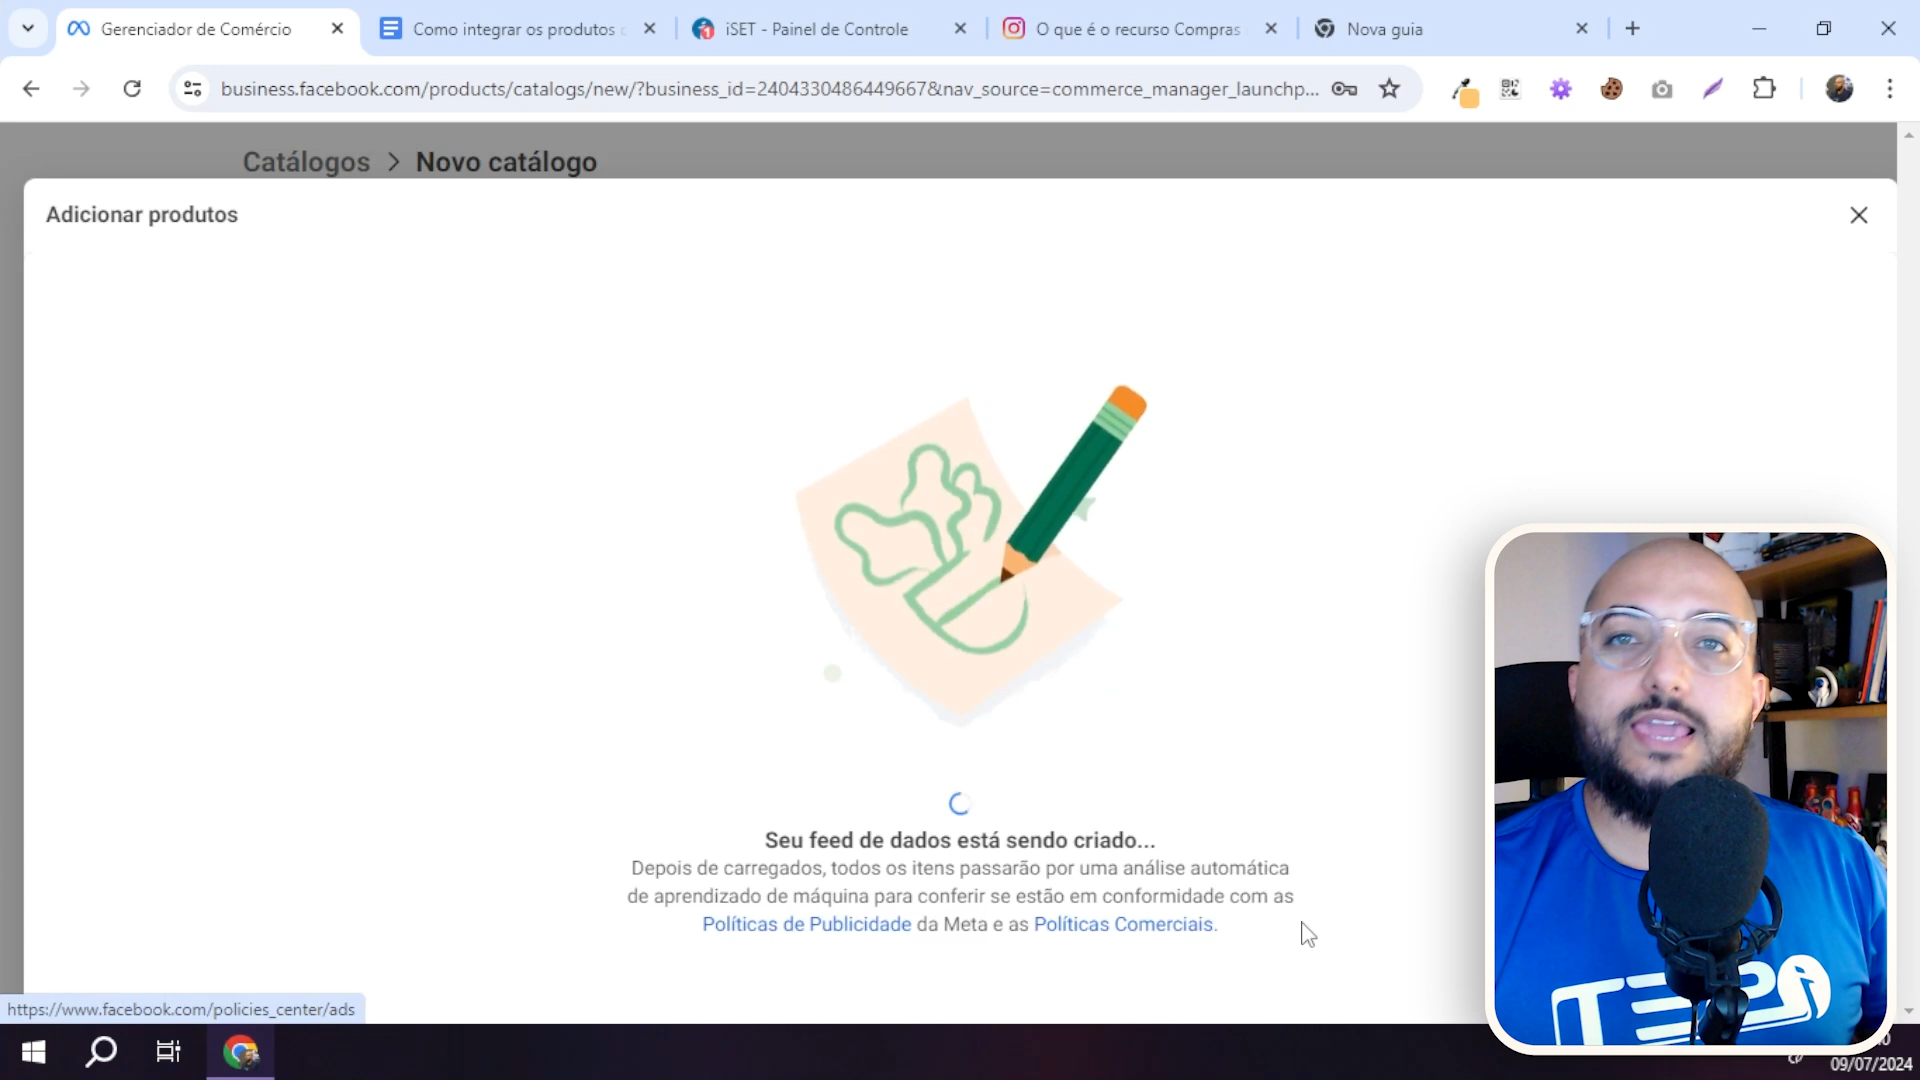 Gerenciador de Comércio
Como integrar os produtos
iSET - Painel de Controle
O que é o recurso Compras
Nova guia
business.facebook.com/products/catalogs/new/?business_id=2404330486449667&nav_source=commerce_manager_launchp...
Catálogos > Novo catálogo
Adicionar produtos
Seu feed de dados está sendo criado...
Depois de carregados, todos os itens passarão por uma análise automática
de aprendizado de máquina para conferir se estão em conformidade com as
Políticas de Publicidade da Meta e as Políticas Comerciais.
https://www.facebook.com/policies_center/ads
09/07/2024